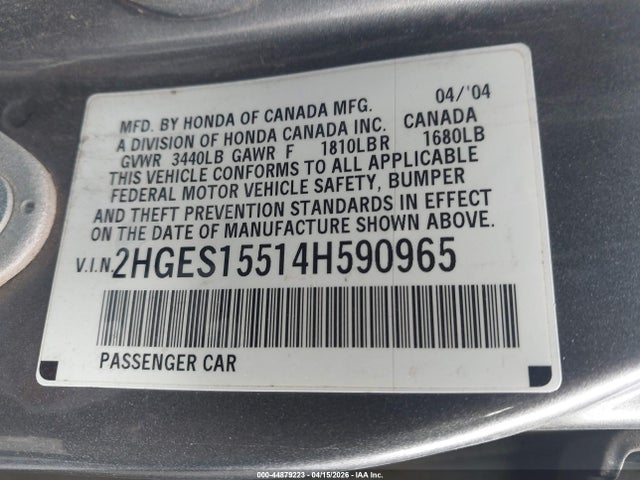 04/'04
MFD. BY HONDA OF CANADA MFG.
A DIVISION OF HONDA CANADA INC. CANADA
GVWR 3440LB GAWR F 1810LB R 1680LB
THIS VEHICLE CONFORMS TO ALL APPLICABLE
FEDERAL MOTOR VEHICLE SAFETY, BUMPER
AND THEFT PREVENTION STANDARDS IN EFFECT
ON THE DATE OF MANUFACTURE SHOWN ABOVE.
V.I.N. 2HGES15514H590965
PASSENGER CAR
000-44879223 - 04/15/2026 - IAA Inc.